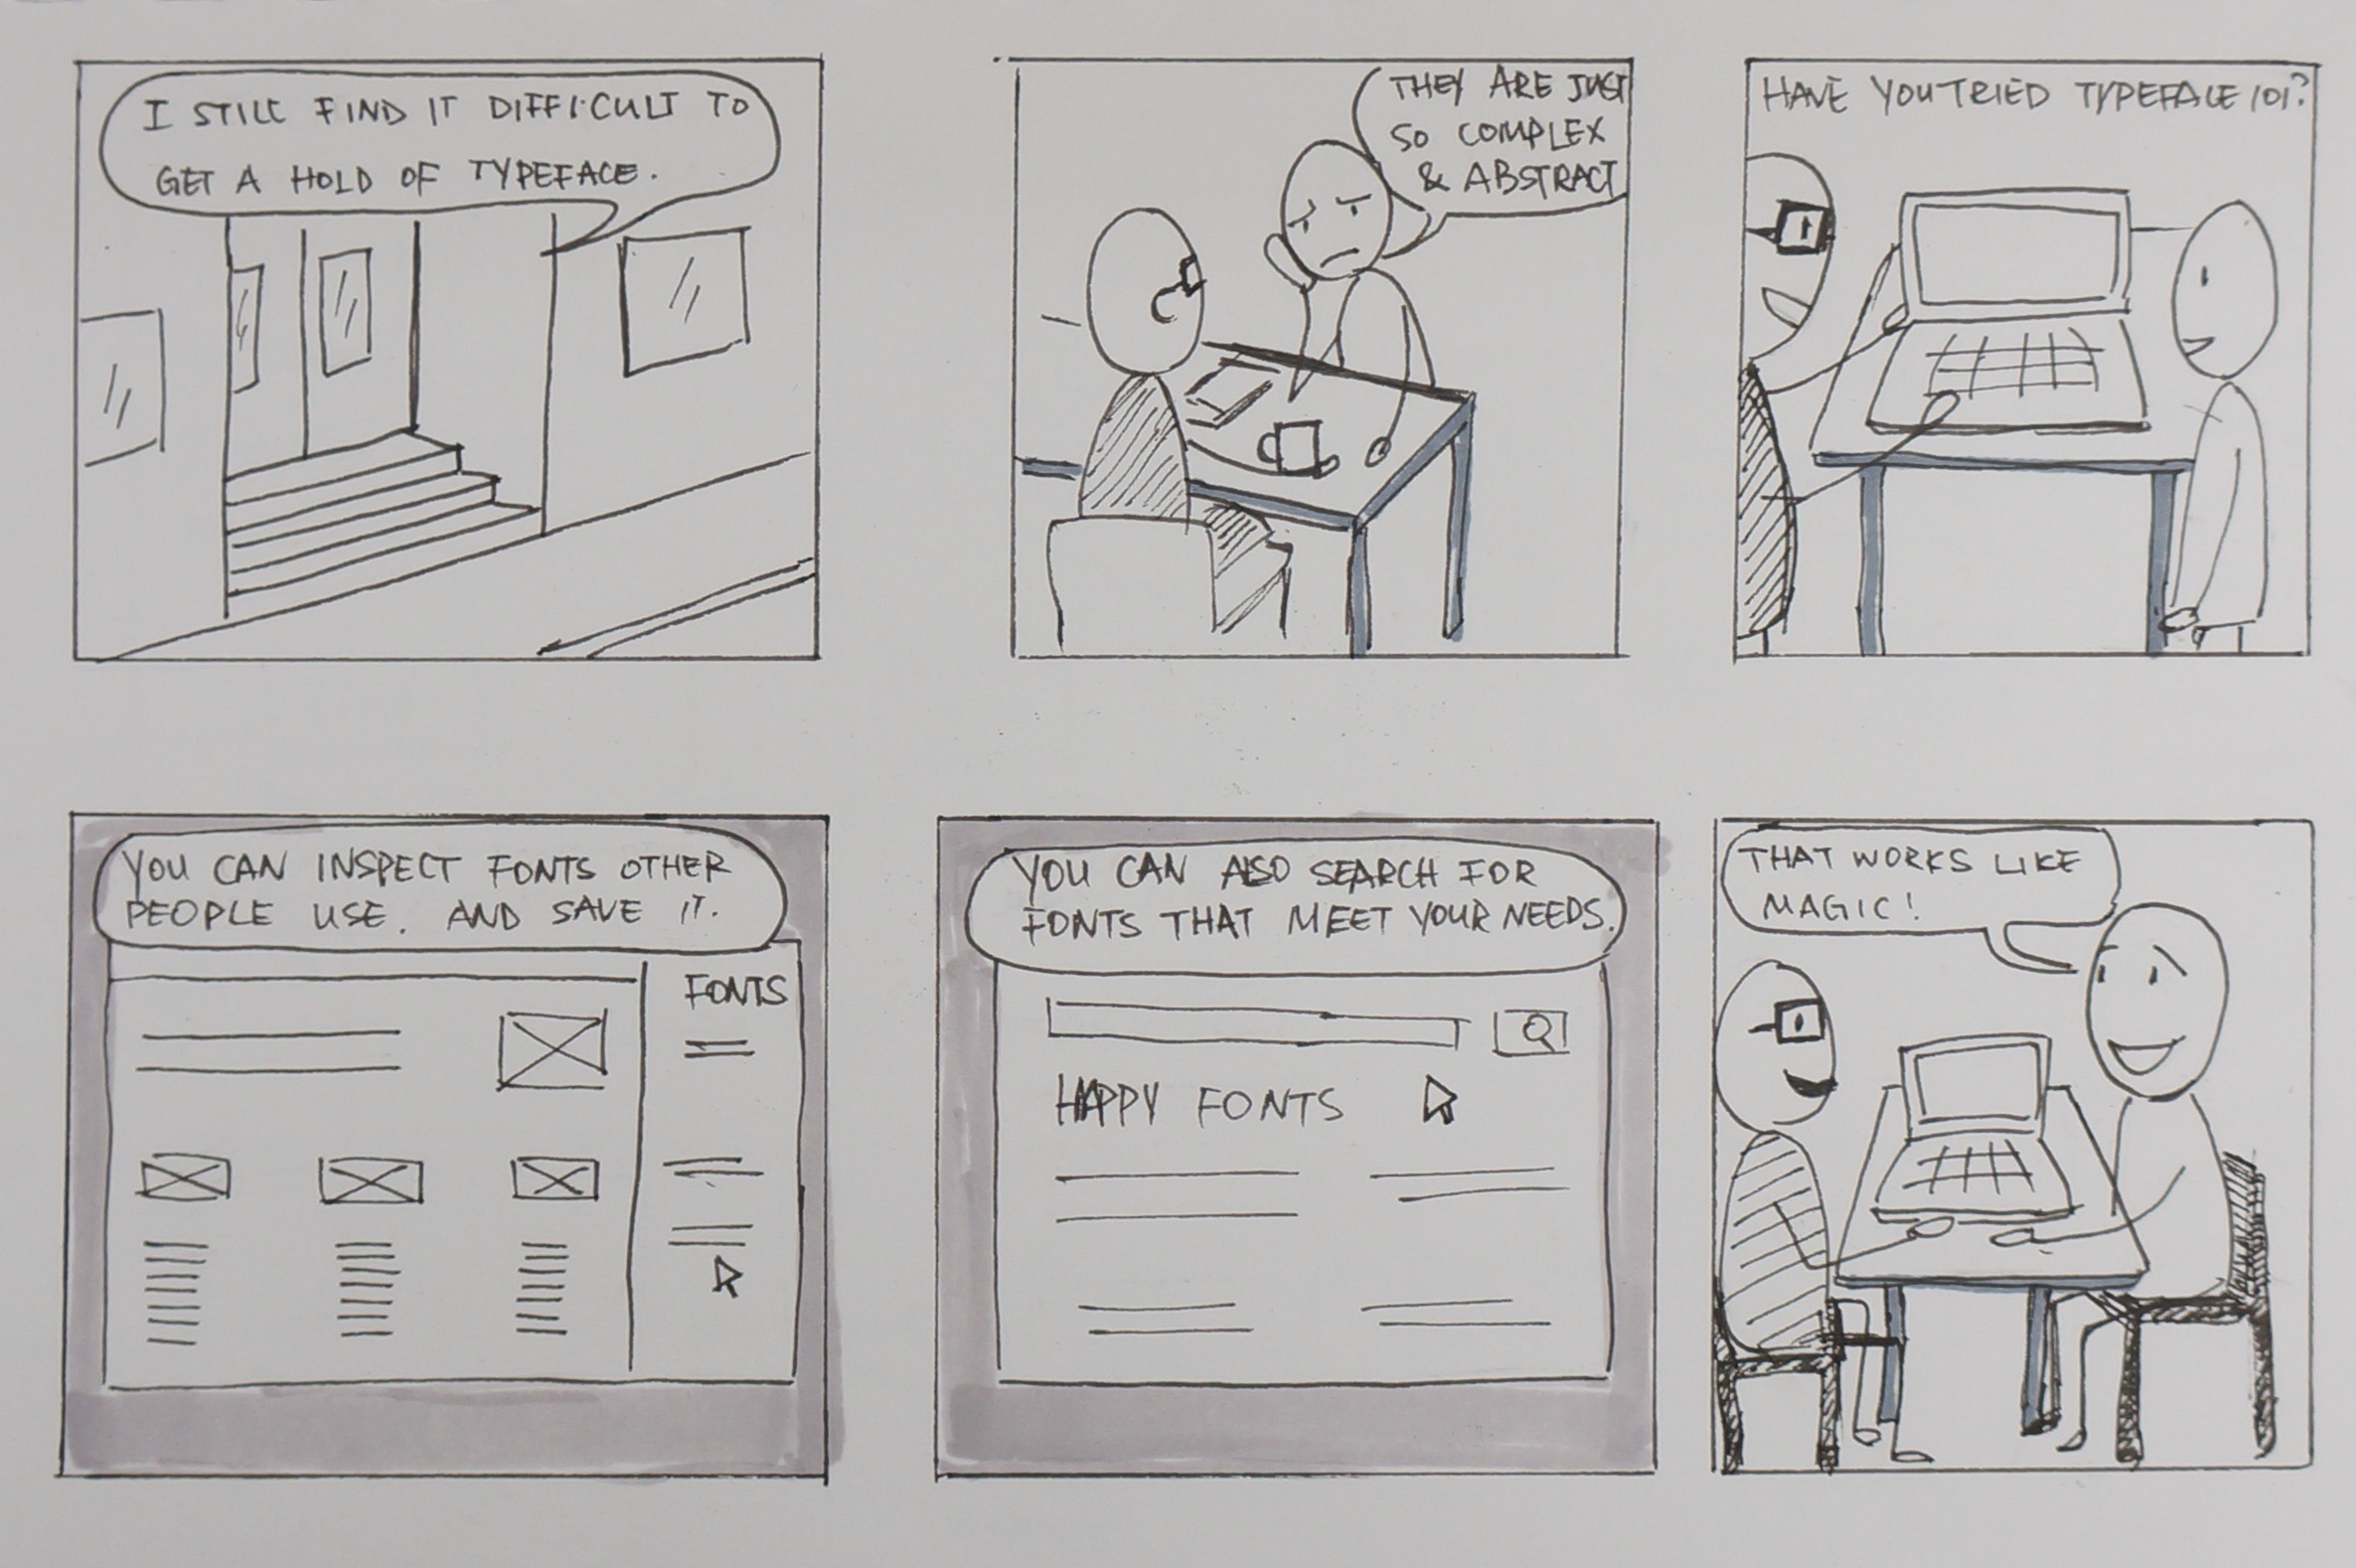 I STILL FIND IT DIFFICULT TO
GET A HOLD OF TYPEFACE.
THEY ARE JUST
SO COMPLEX
& ABSTRACT
HAVE YOU TRIED TYPEFACE 101?
YOU CAN INSPECT FONTS OTHER
PEOPLE USE. AND SAVE IT.
FONTS
YOU CAN ALSO SEARCH FOR
FONTS THAT MEET YOUR NEEDS.
HAPPY FONTS
THAT WORKS LIKE
MAGIC!